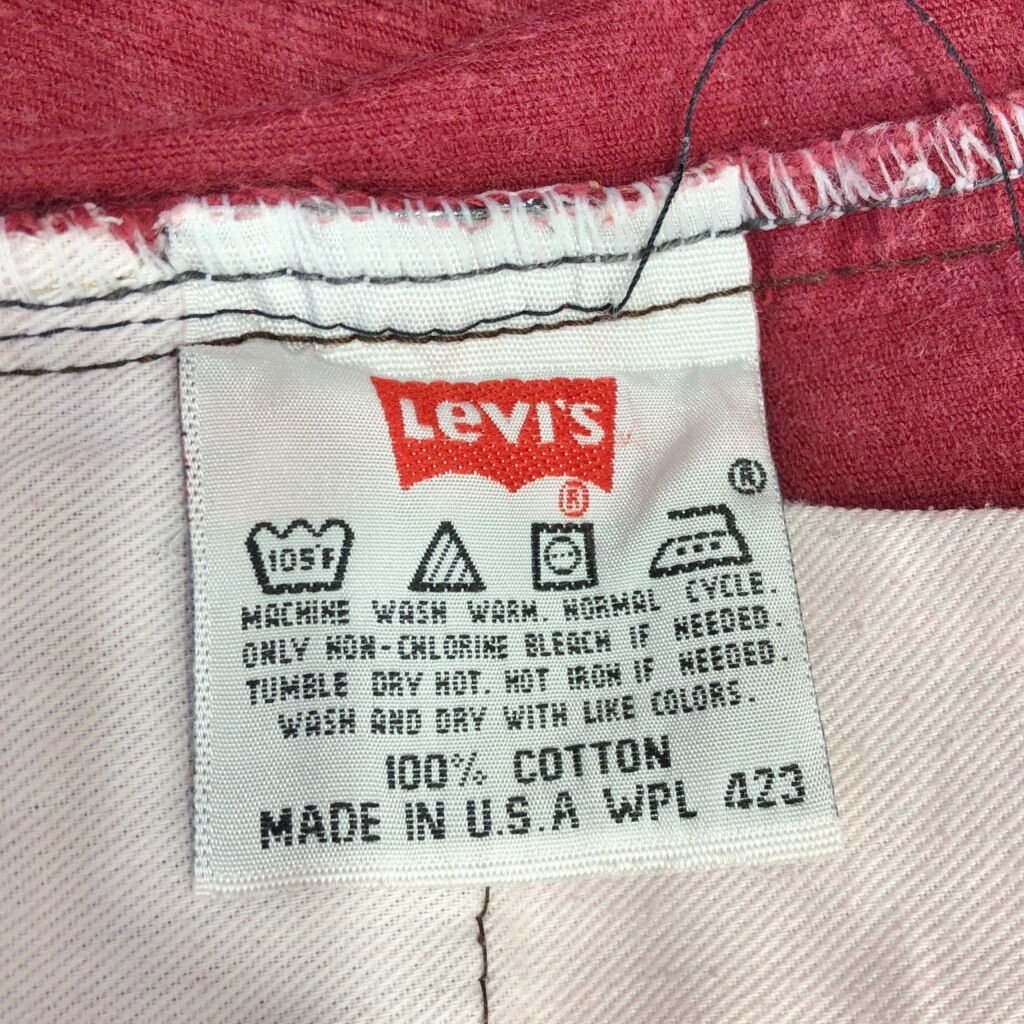 Levi's
®
®
105°F
MACHINE WASH WARM. NORMAL CYCLE.
ONLY NON-CHLORINE BLEACH IF NEEDED.
TUMBLE DRY HOT. HOT IRON IF NEEDED.
WASH AND DRY WITH LIKE COLORS.
100% COTTON
MADE IN U.S.A WPL 423